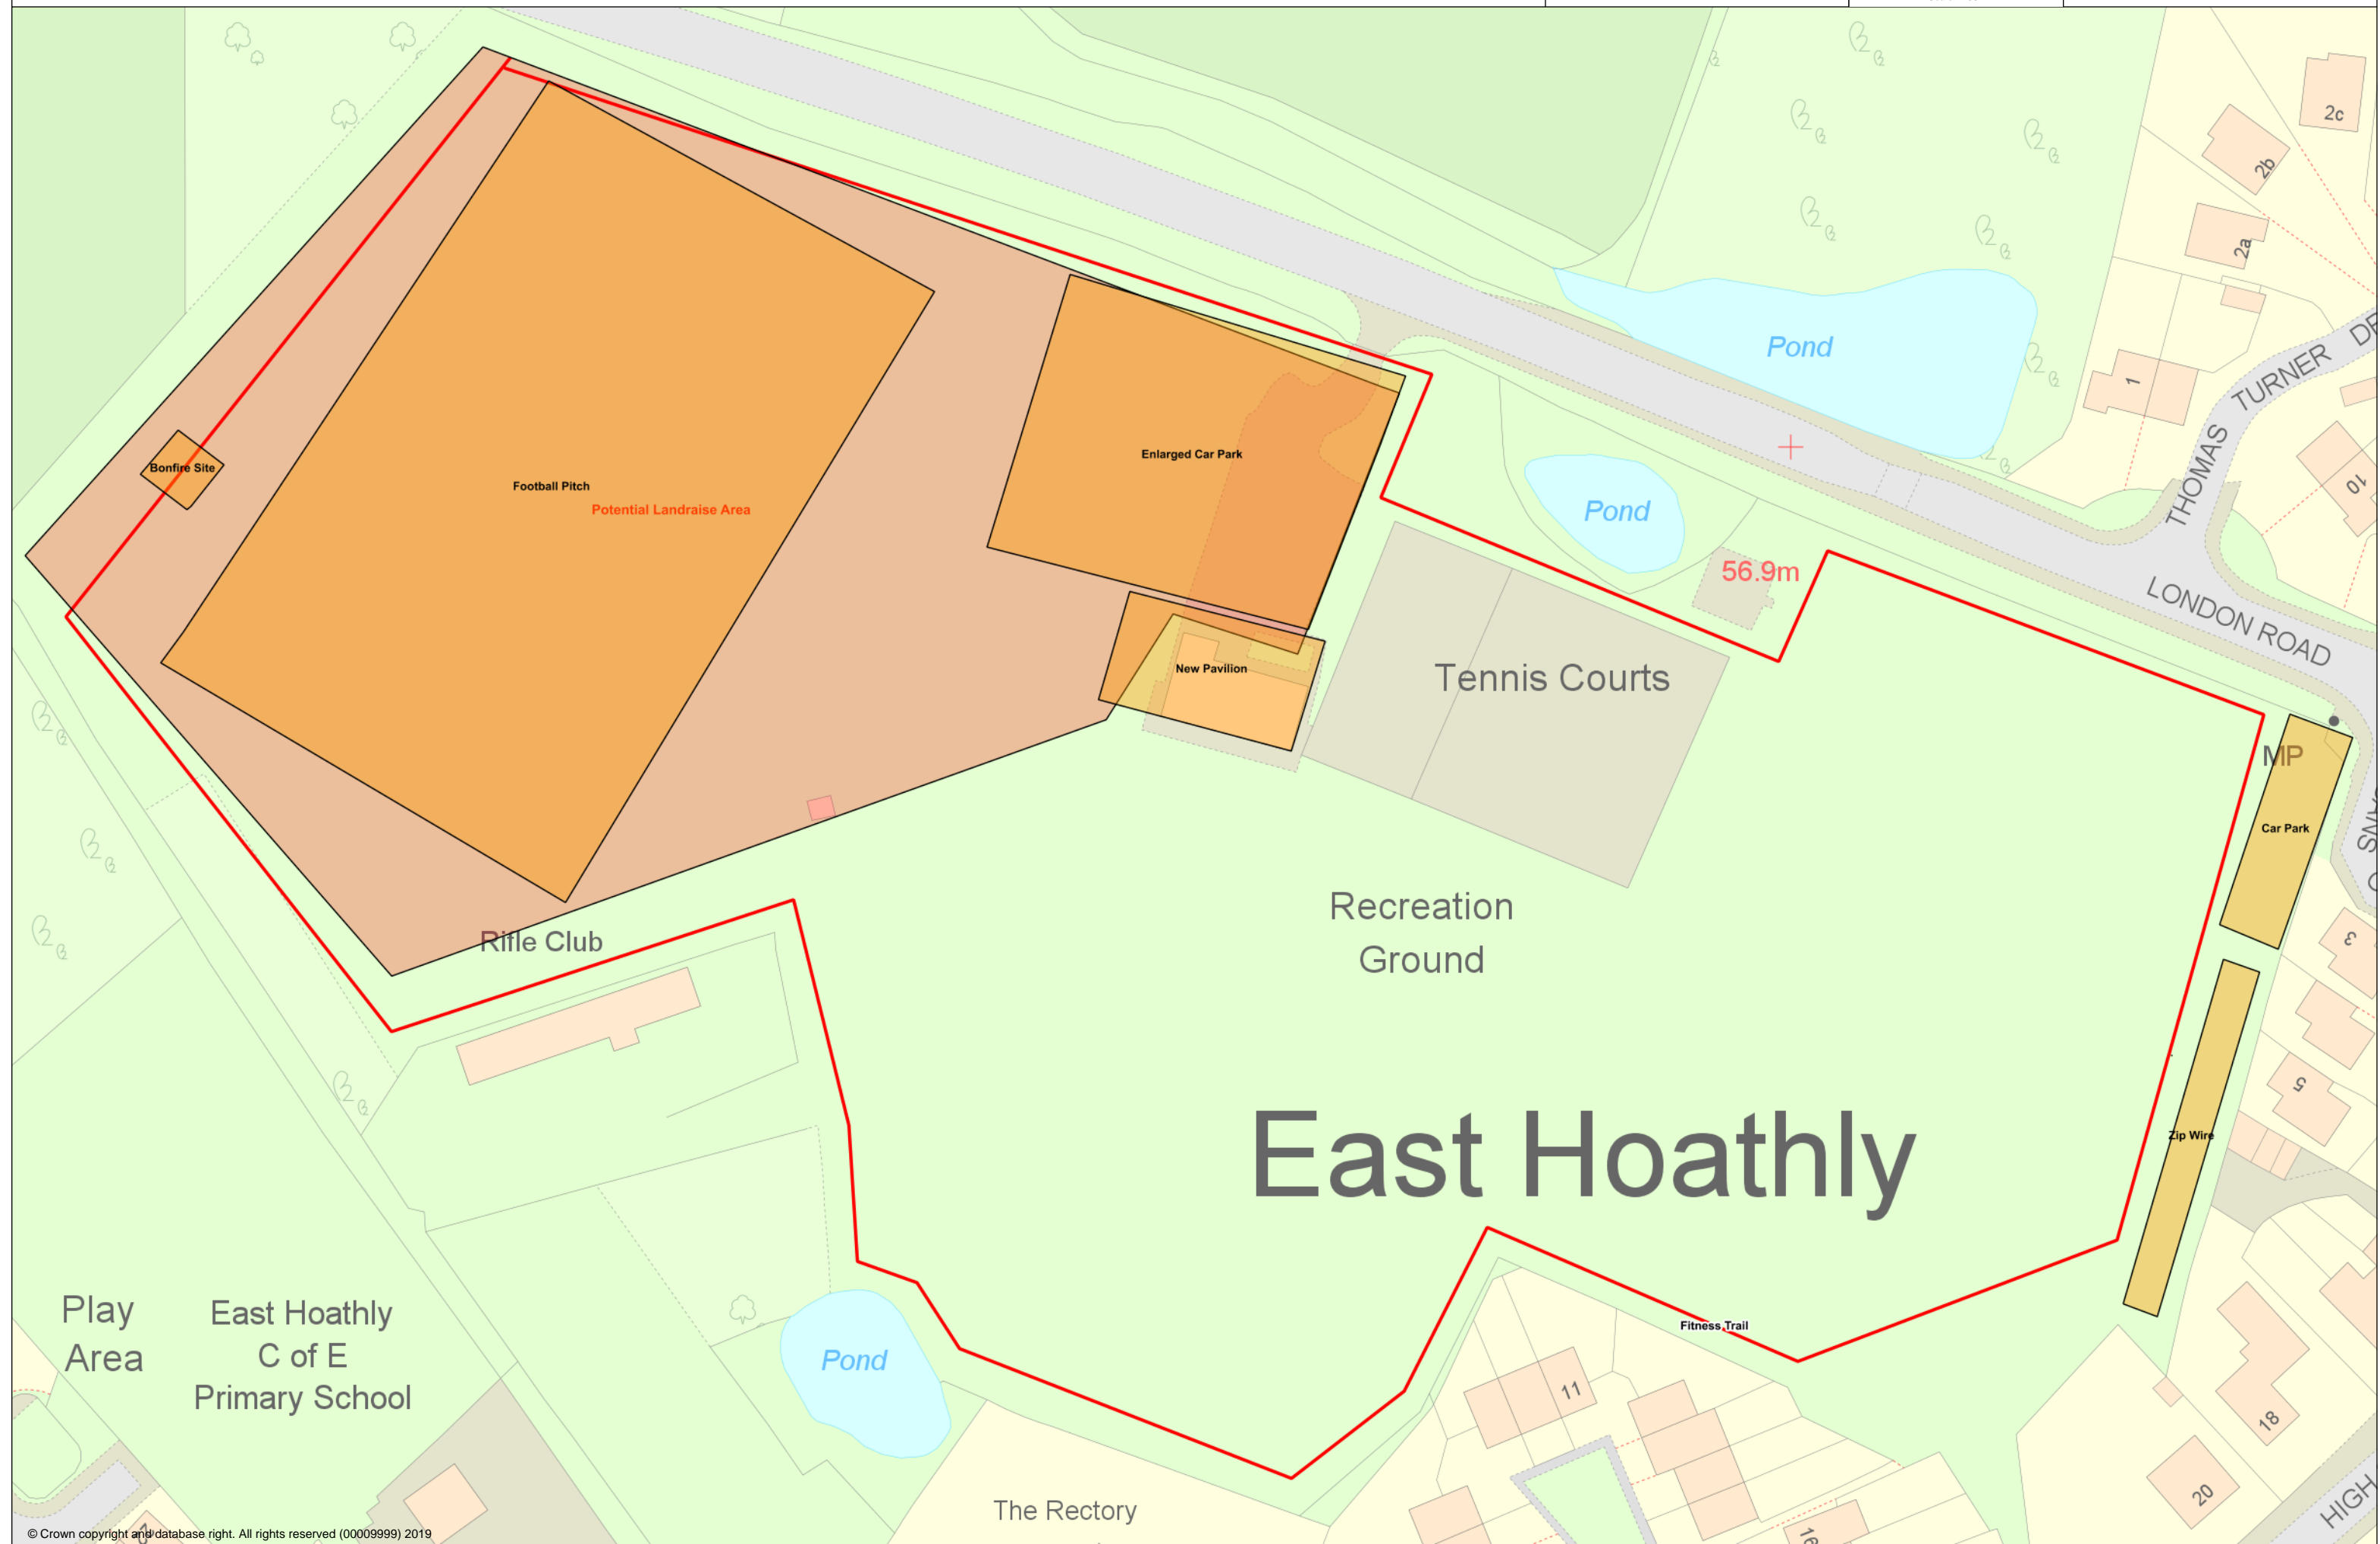 2c
2b
2a
Pond
1
THOMAS TURNER
10
Bonfire Site
Football Pitch
Potential Landraise Area
Enlarged Car Park
Pond
56.9m
LONDON ROAD
New Pavilion
Tennis Courts
MP
Car Park
3
Rifle Club
Recreation
Ground
5
East Hoathly
Zip Wire
Fitness Trail
Play
Area
East Hoathly
C of E
Primary School
Pond
11
18
20
HIGH
The Rectory
© Crown copyright and database right. All rights reserved (00009999) 2019